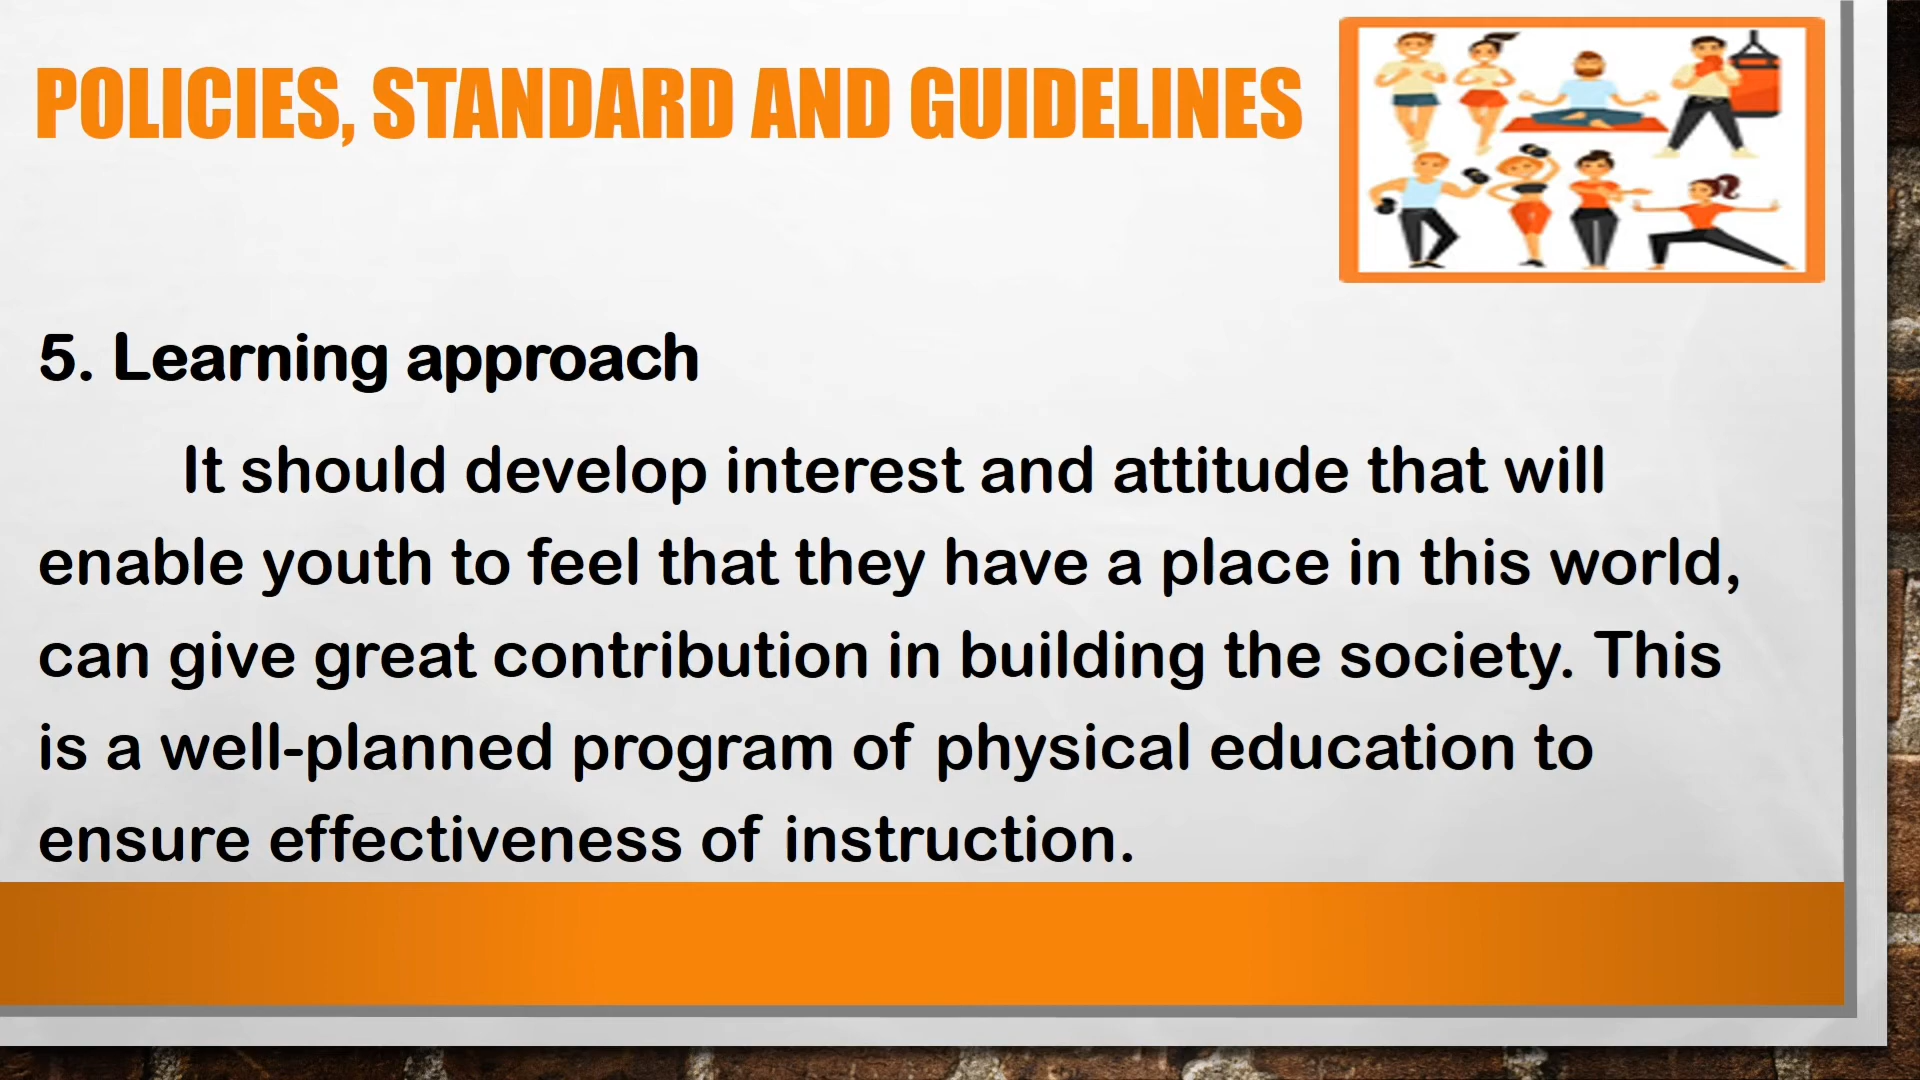 POLICIES, STANDARD AND GUIDELINES
5. Learning approach
It should develop interest and attitude that will
enable youth to feel that they have a place in this world,
can give great contribution in building the society. This
is a well-planned program of physical education to
ensure effectiveness of instruction.